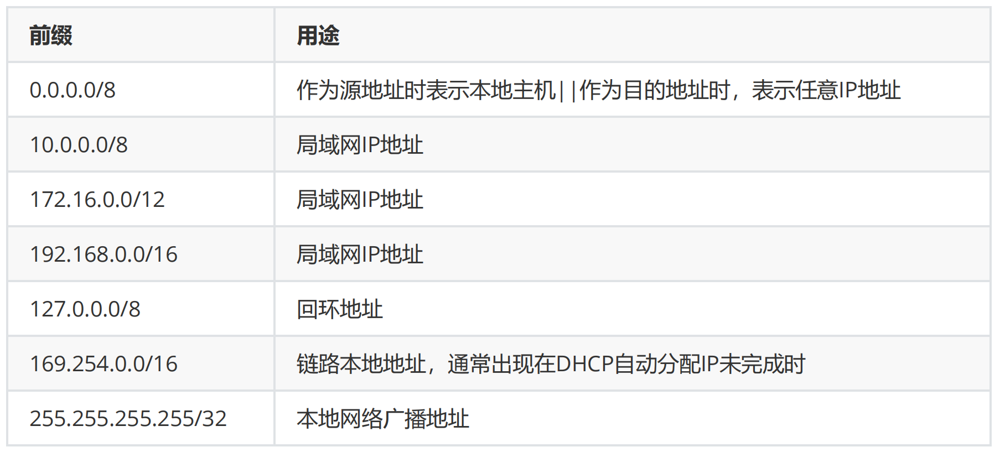 前缀 用途
0.0.0.0/8 作为源地址时表示本地主机||作为目的地址时，表示任意IP地址
10.0.0.0/8 局域网IP地址
172.16.0.0/12 局域网IP地址
192.168.0.0/16 局域网IP地址
127.0.0.0/8 回环地址
169.254.0.0/16 链路本地地址，通常出现在DHCP自动分配IP未完成时
255.255.255.255/32 本地网络广播地址